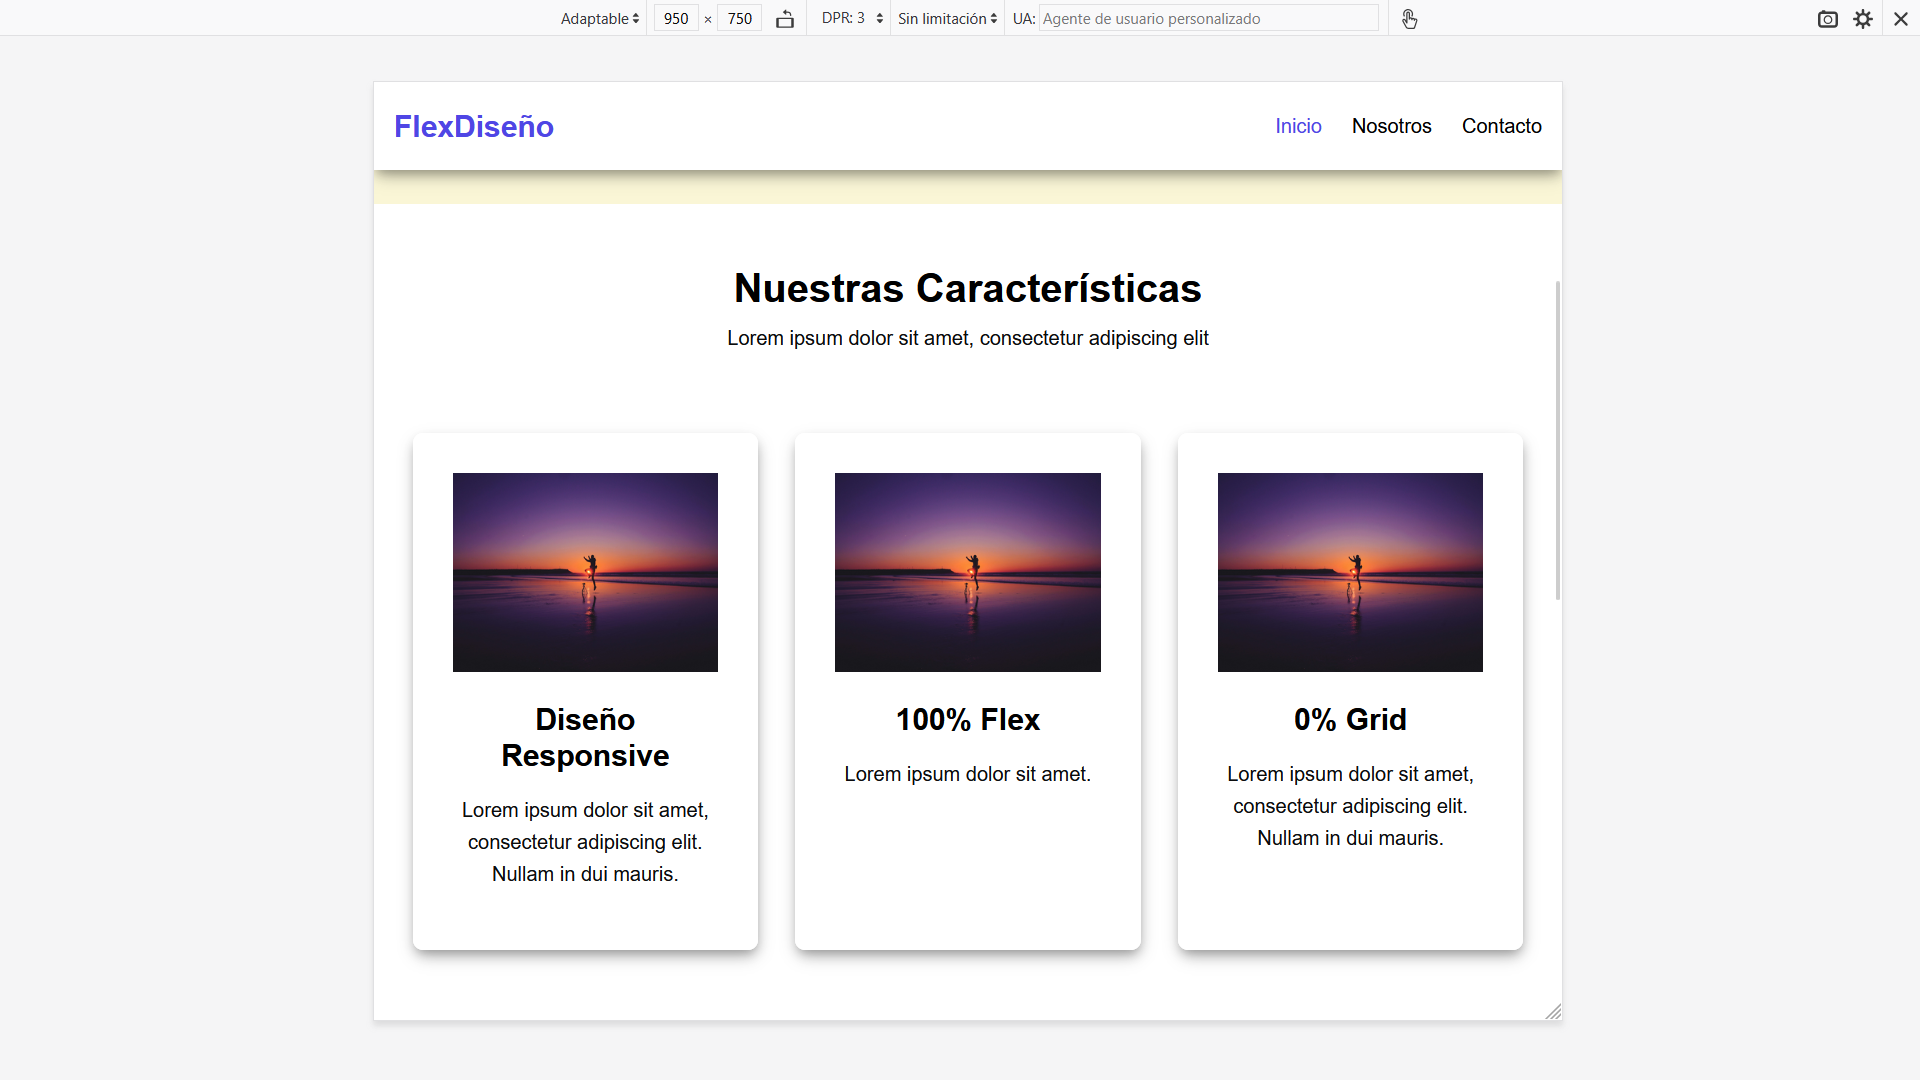 Adaptable 950 × 750 DPR: 3 Sin limitación UA: Agente de usuario personalizado
FlexDiseño Inicio Nosotros Contacto
Nuestras Características
Lorem ipsum dolor sit amet, consectetur adipiscing elit
Diseño
Responsive
Lorem ipsum dolor sit amet,
consectetur adipiscing elit.
Nullam in dui mauris.
100% Flex
Lorem ipsum dolor sit amet.
0% Grid
Lorem ipsum dolor sit amet,
consectetur adipiscing elit.
Nullam in dui mauris.